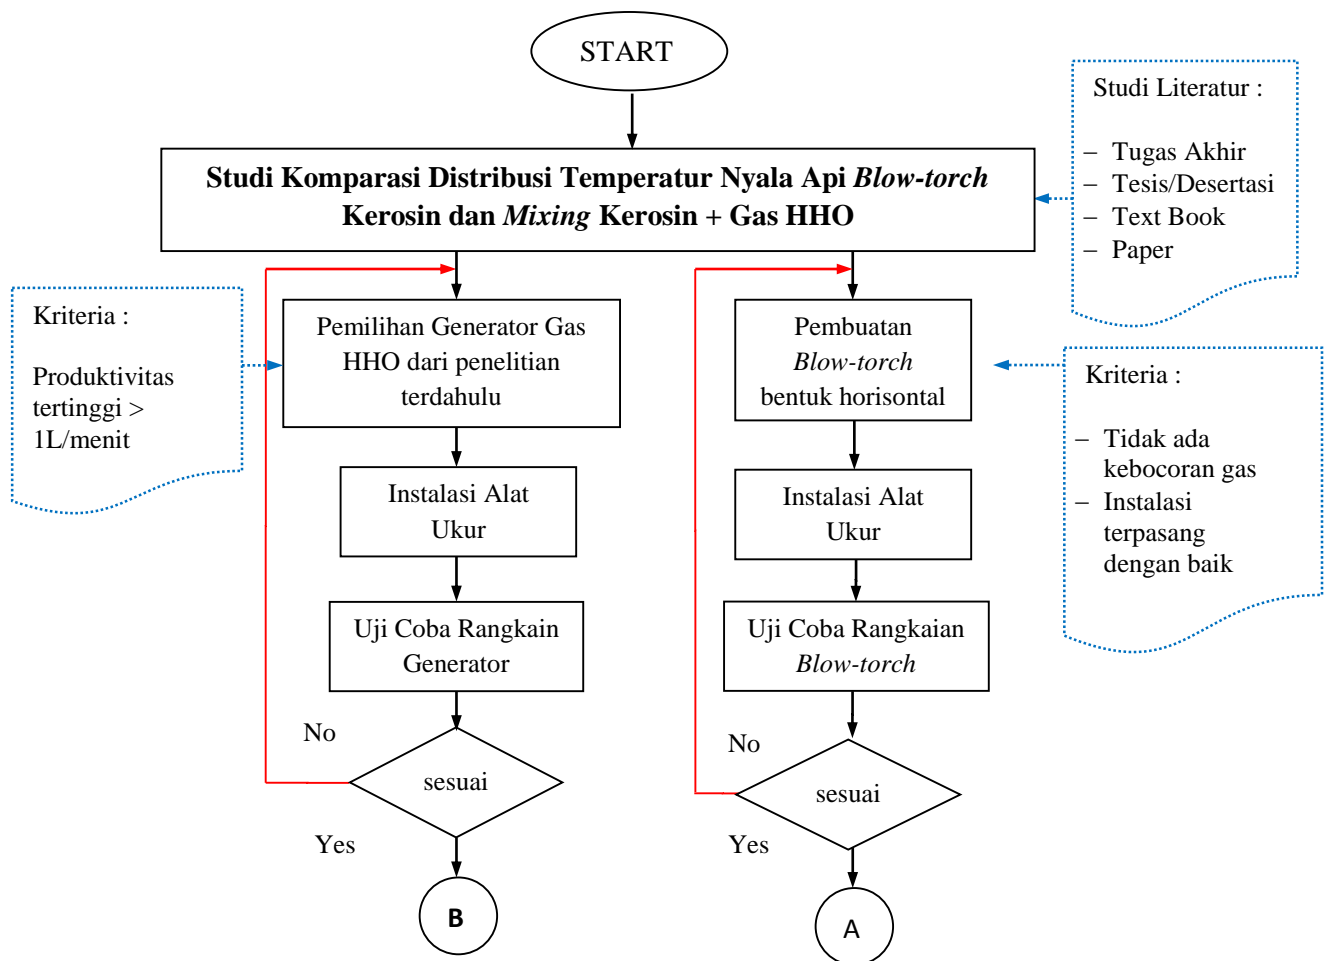 START
Studi Literatur :
– Tugas Akhir
– Tesis/Desertasi
– Text Book
– Paper
Studi Komparasi Distribusi Temperatur Nyala Api Blow-torch
Kerosin dan Mixing Kerosin + Gas HHO
Kriteria :
Produktivitas
tertinggi >
1L/menit
Pemilihan Generator Gas
HHO dari penelitian
terdahulu
Pembuatan
Blow-torch
bentuk horisontal
Kriteria :
– Tidak ada
kebocoran gas
– Instalasi
terpasang
dengan baik
Instalasi Alat
Ukur
Instalasi Alat
Ukur
Uji Coba Rangkain
Generator
Uji Coba Rangkaian
Blow-torch
No
sesuai
Yes
No
sesuai
Yes
B
A